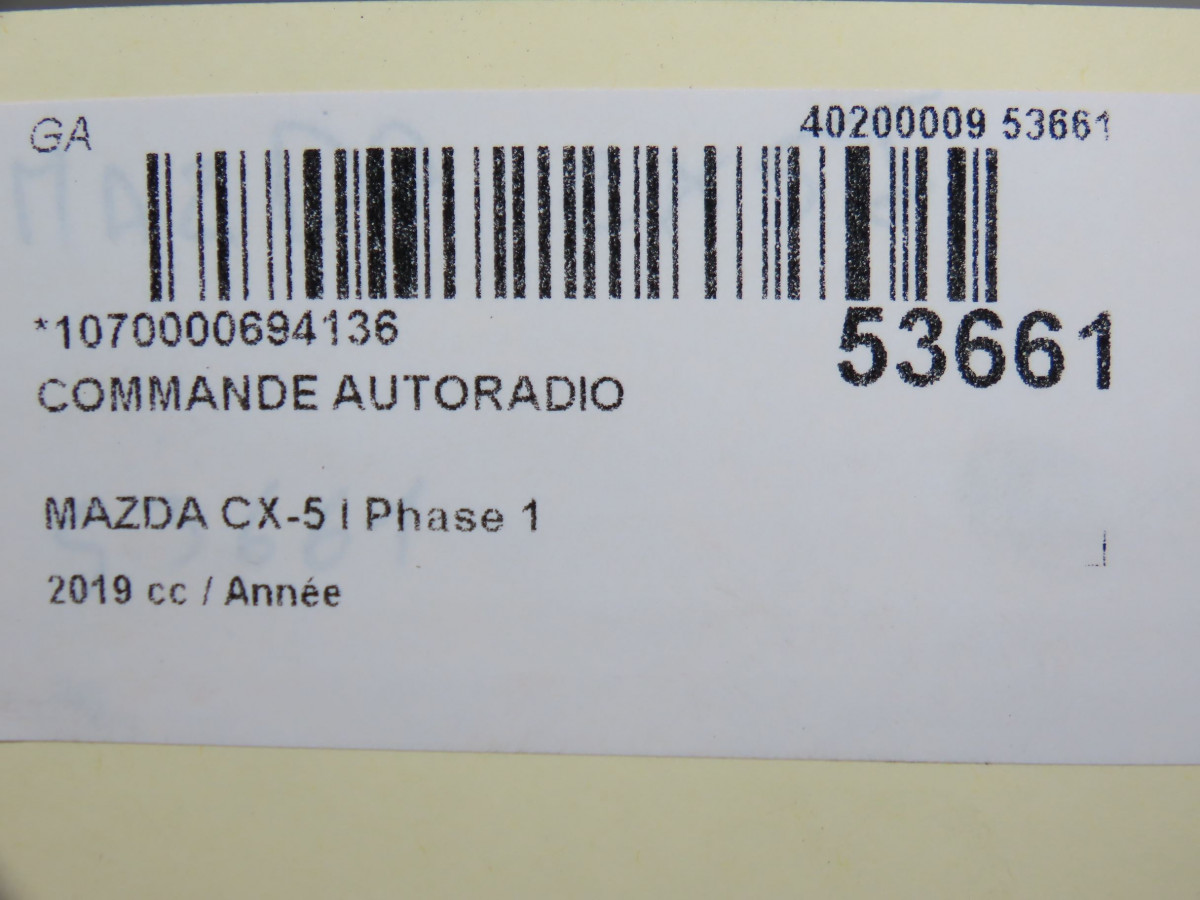 GA
40200009 53661
*1070000694136
53661
COMMANDE AUTORADIO
MAZDA CX-5 I Phase 1
2019 cc / Année